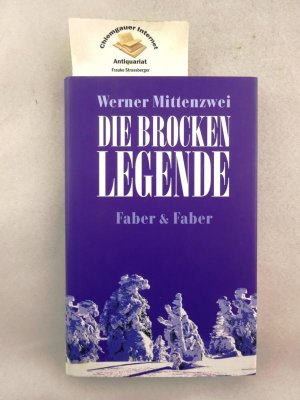 Chiemgauer Internet
Antiquariat
Frauke Strassberger
Werner Mittenzwei
DIE BROCKEN
LEGENDE
Faber & Faber